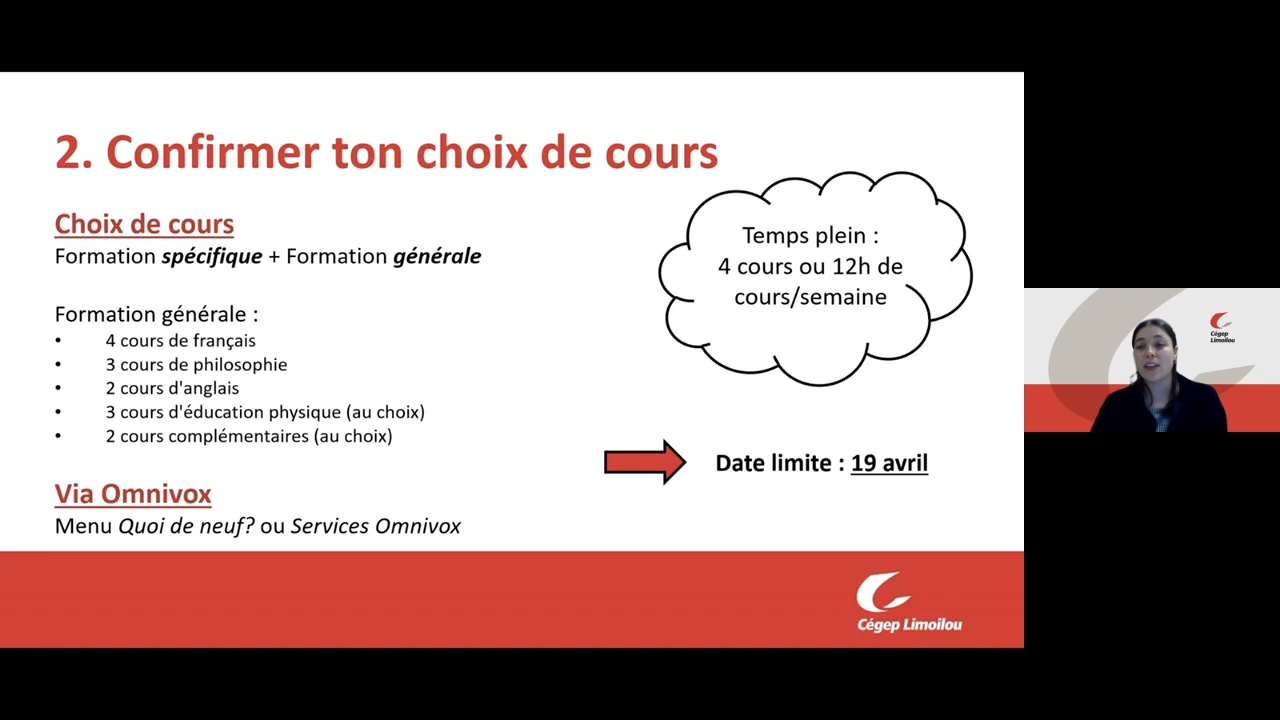 2. Confirmer ton choix de cours
Choix de cours
Formation spécifique + Formation générale
Formation générale :
• 4 cours de français
• 3 cours de philosophie
• 2 cours d'anglais
• 3 cours d'éducation physique (au choix)
• 2 cours complémentaires (au choix)
Via Omnivox
Menu Quoi de neuf? ou Services Omnivox
Temps plein :
4 cours ou 12h de
cours/semaine
Date limite : 19 avril
Cégep Limoilou
Cégep
Limoilou